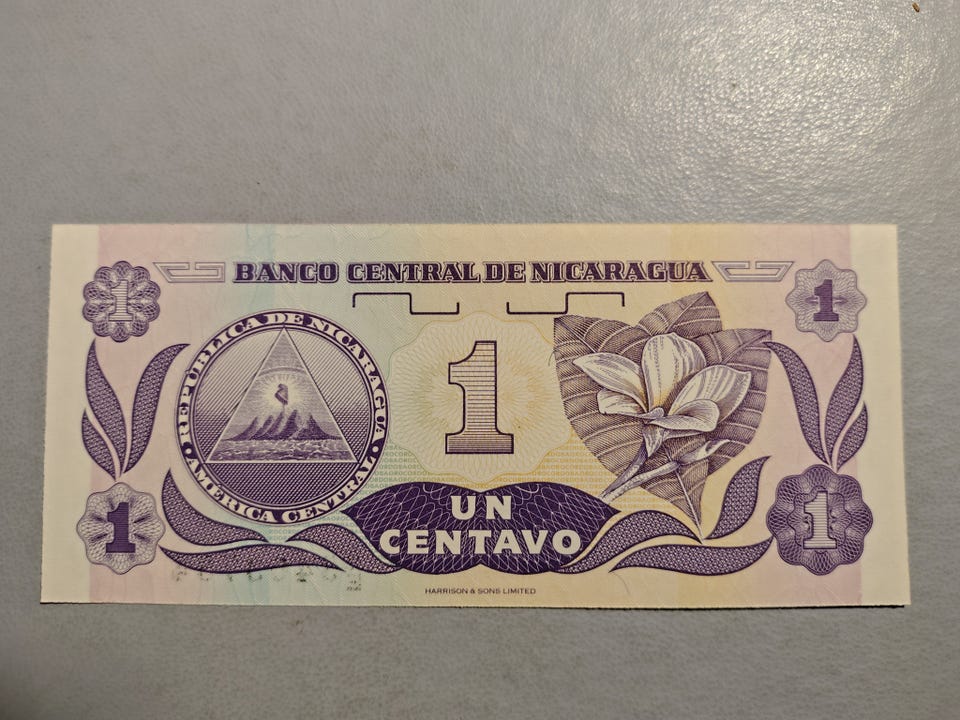 BANCO CENTRAL DE NICARAGUA
1
1
REPUBLICA DE NICARAGUA
AMERICA CENTRAL
1
UN
CENTAVO
1
1
HARRISON & SONS LIMITED